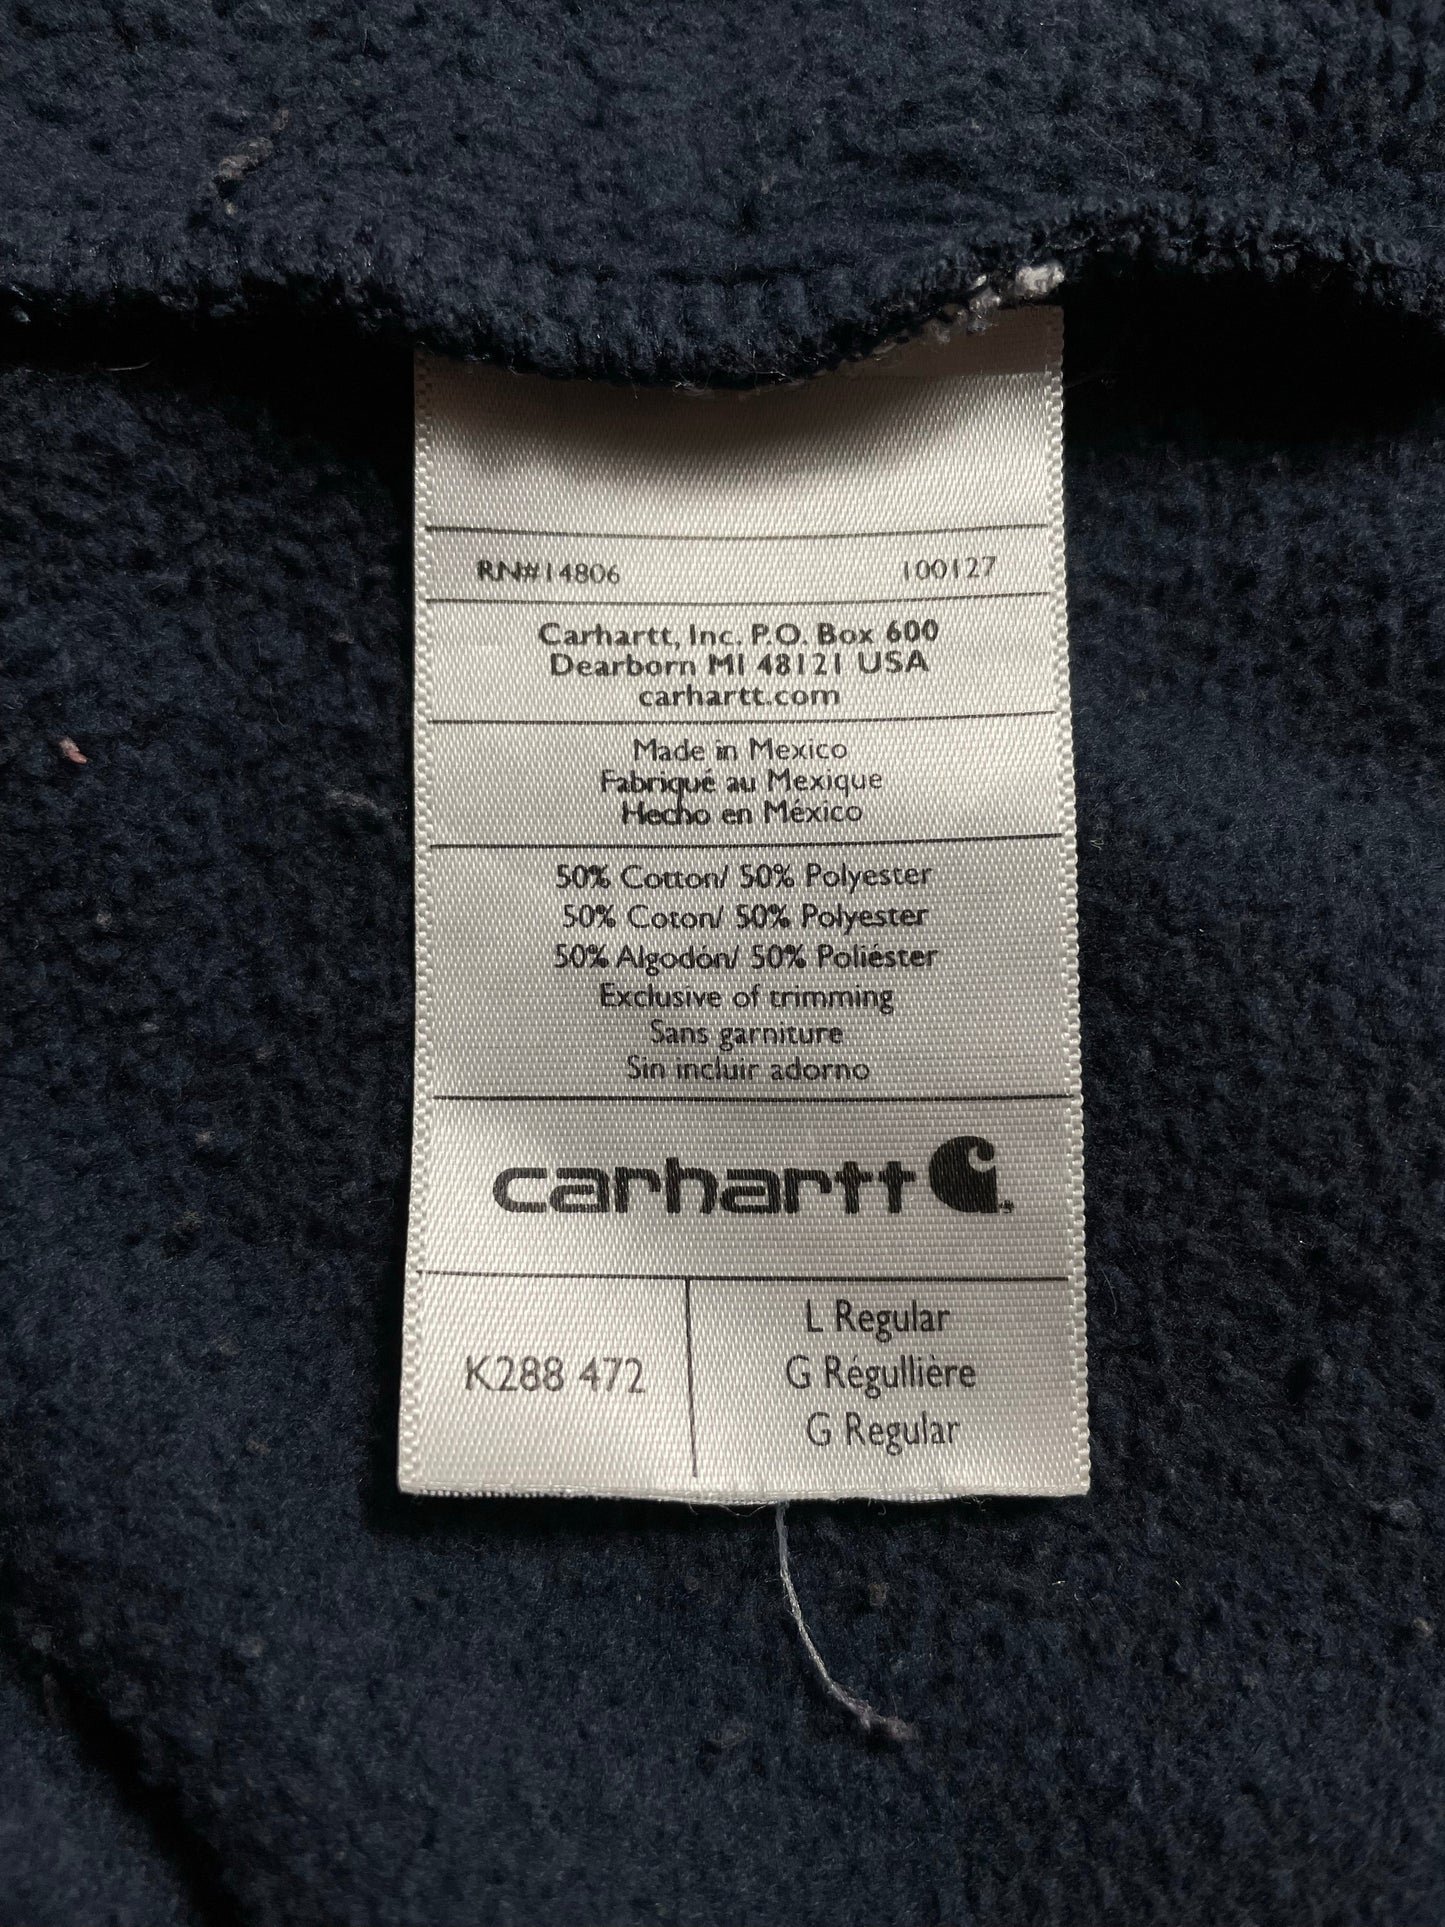 RN#14806 100127
Carhartt, Inc. P.O. Box 600
Dearborn MI 48121 USA
carhartt.com
Made in Mexico
Fabriqué au Mexique
Hecho en México
50% Cotton/ 50% Polyester
50% Coton/ 50% Polyester
50% Algodón/ 50% Poliéster
Exclusive of trimming
Sans garniture
Sin incluir adorno
carhartt
K288 472
L Regular
G Régullière
G Regular